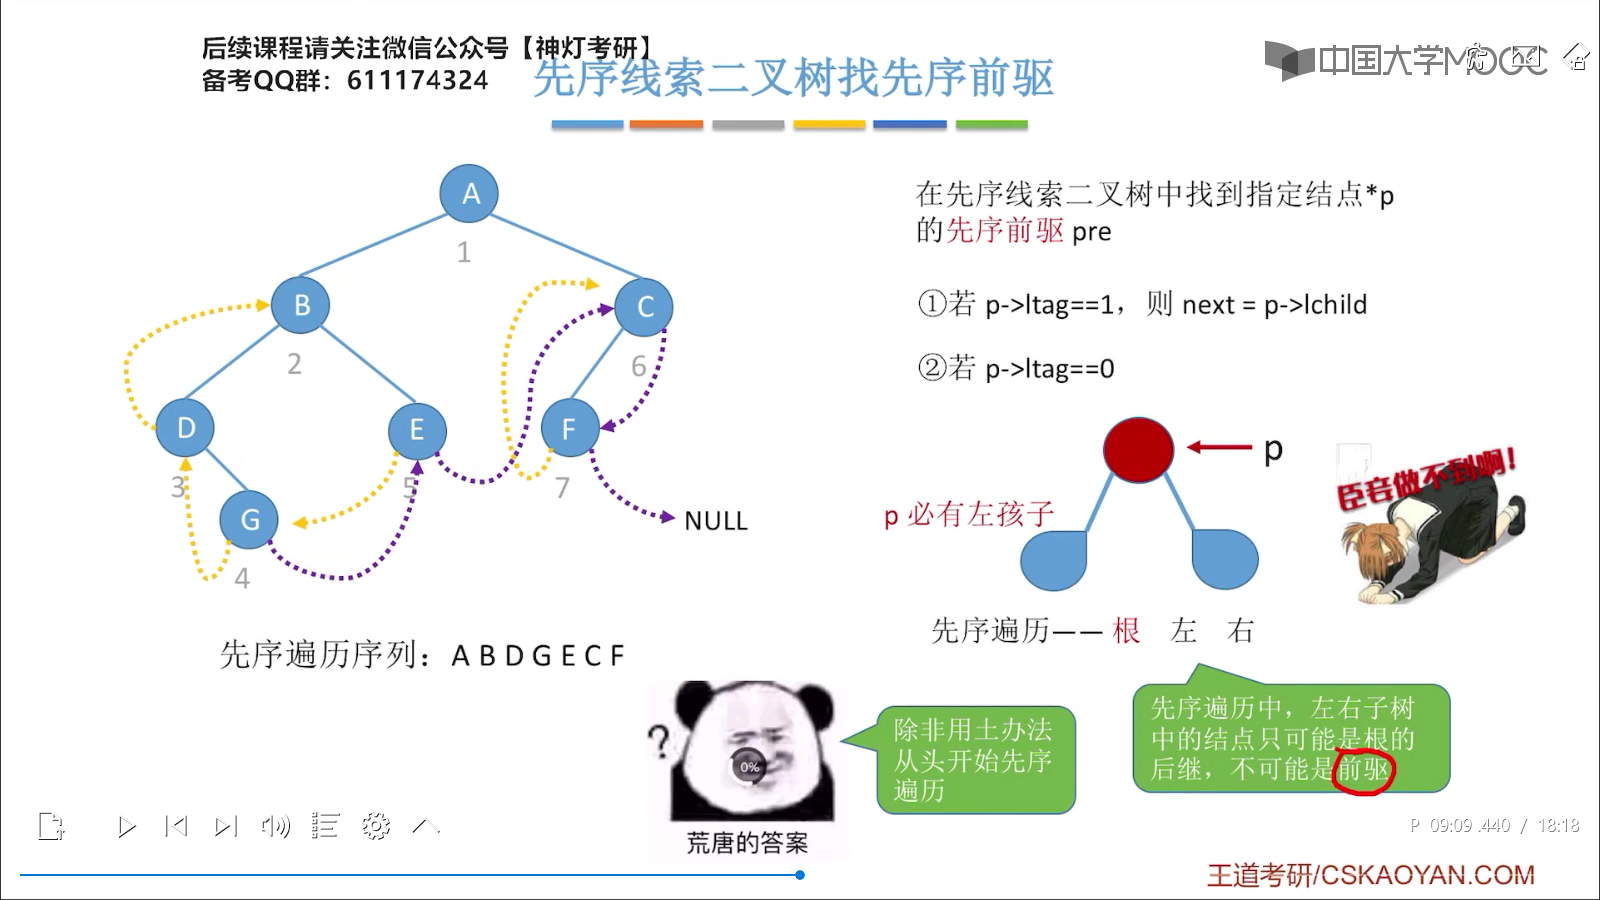 后续课程请关注微信公众号【神灯考研】
备考QQ群：611174324
先序线索二叉树找先序前驱
中国大学MOOC
A
1
B
2
C
6
D
3
E
5
F
7
G
4
NULL
先序遍历序列：A B D G E C F
在先序线索二叉树中找到指定结点*p
的先序前驱 pre
①若 p->ltag==1，则 next = p->lchild
②若 p->ltag==0
p
p 必有左孩子
臣妾做不到啊！
先序遍历—— 根 左 右
先序遍历中，左右子树
中的结点只可能是根的
后继，不可能是前驱
除非用土办法
从头开始先序
遍历
?
0%
荒唐的答案
P 09:09.440 / 18:18
王道考研/CSKAOYAN.COM